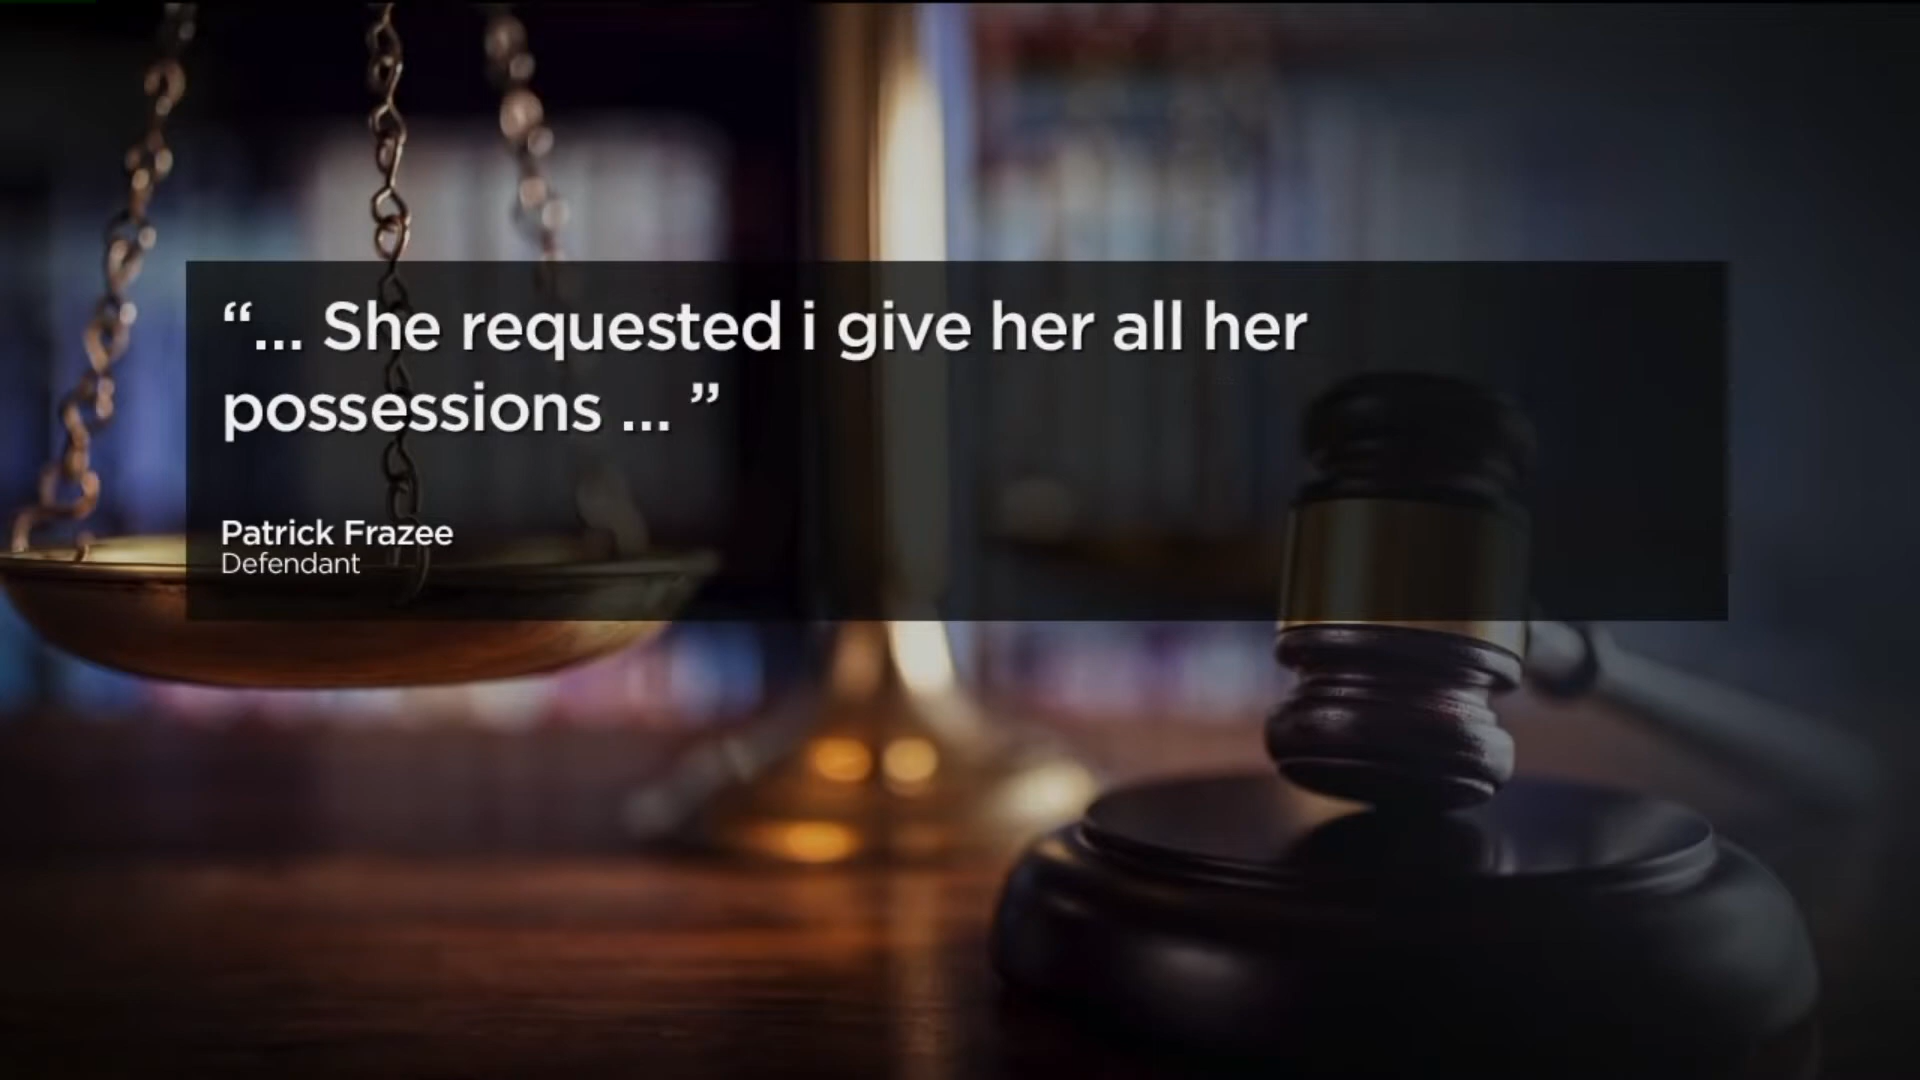 “... She requested i give her all her
possessions ... ”
Patrick Frazee
Defendant